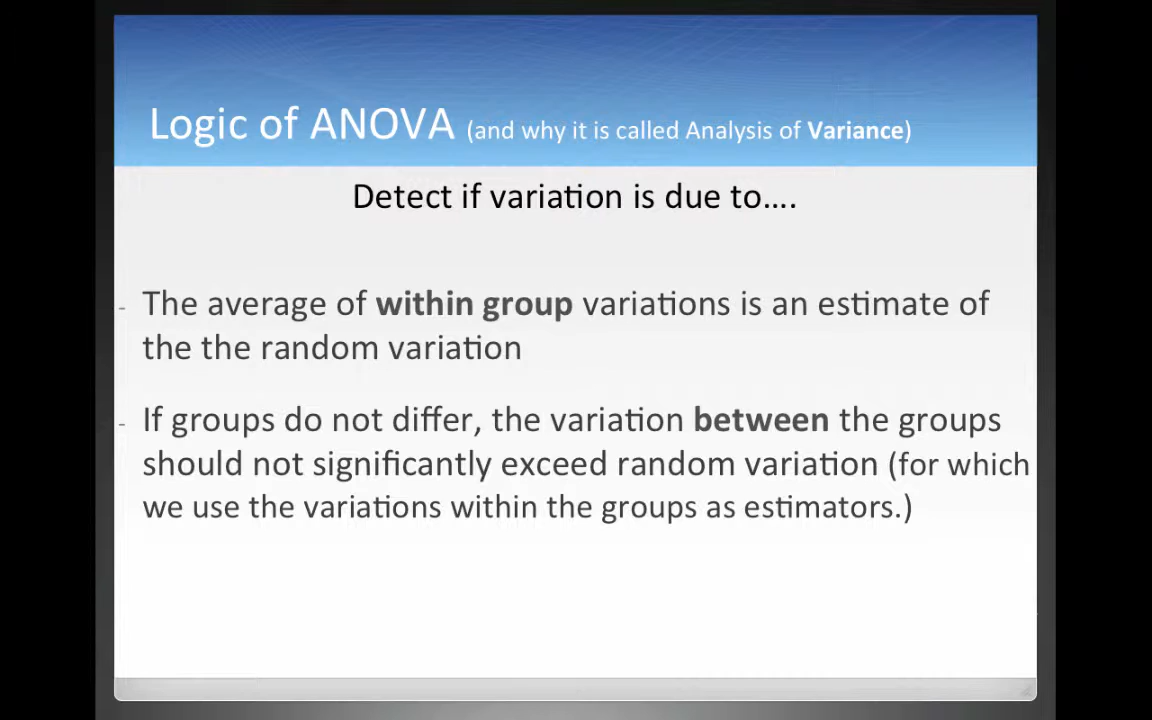 Logic of ANOVA (and why it is called Analysis of Variance)
Detect if variation is due to....
- The average of within group variations is an estimate of
the the random variation
- If groups do not differ, the variation between the groups
should not significantly exceed random variation (for which
we use the variations within the groups as estimators.)